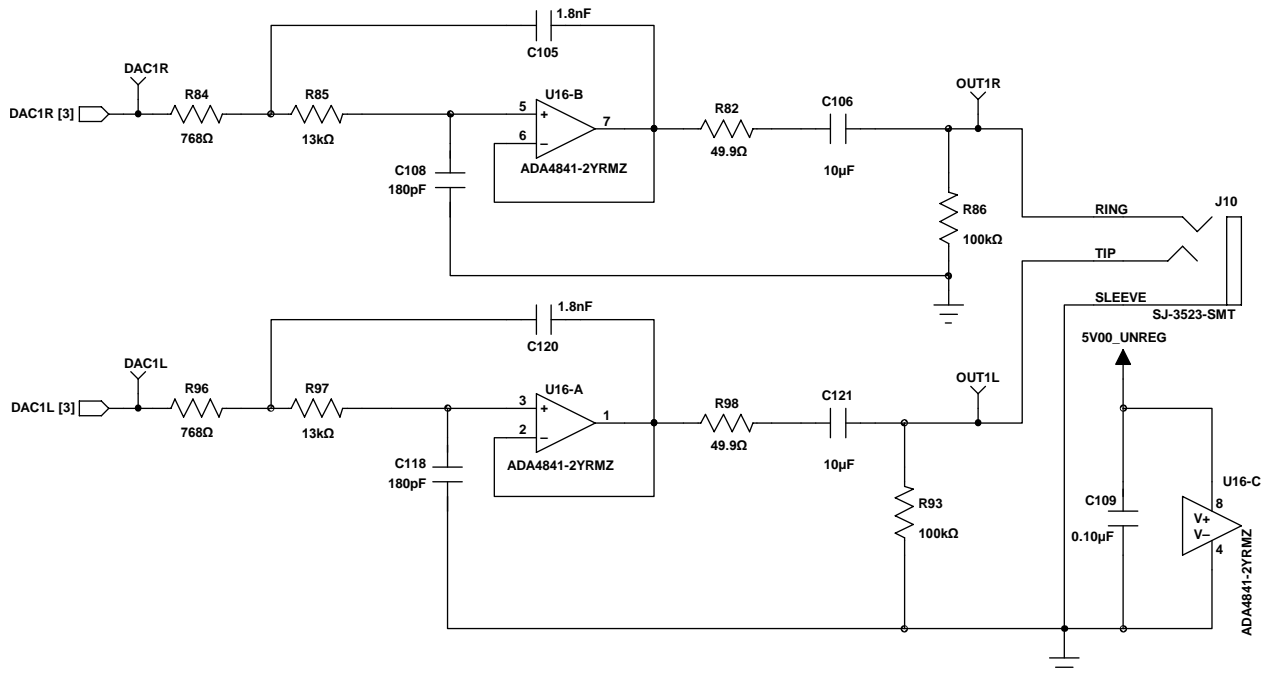 1.8nF
C105
DAC1R
DAC1R [3]
R84
768Ω
R85
13kΩ
U16-B
5
+
6
–
7
ADA4841-2YRMZ
C108
180pF
R82
49.9Ω
C106
10µF
OUT1R
R86
100kΩ
RING
J10
TIP
SLEEVE
SJ-3523-SMT
1.8nF
C120
DAC1L
DAC1L [3]
R96
768Ω
R97
13kΩ
U16-A
3
+
2
–
1
ADA4841-2YRMZ
C118
180pF
R98
49.9Ω
C121
10µF
OUT1L
R93
100kΩ
5V00_UNREG
C109
0.10µF
U16-C
8
V+
V–
4
ADA4841-2YRMZ